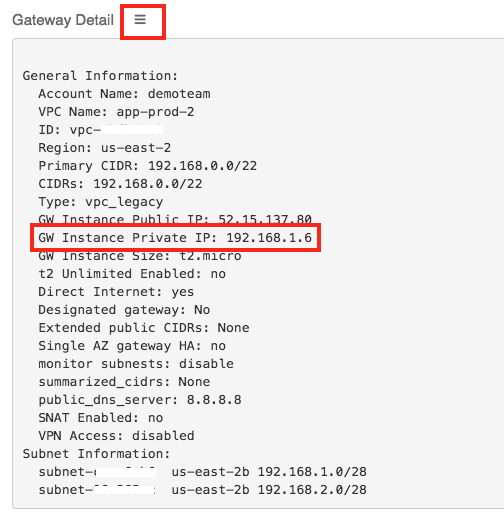 Gateway Detail
General Information:
Account Name: demoteam
VPC Name: app-prod-2
ID: vpc-
Region: us-east-2
Primary CIDR: 192.168.0.0/22
CIDRs: 192.168.0.0/22
Type: vpc_legacy
GW Instance Public IP: 52.15.137.80
GW Instance Private IP: 192.168.1.6
GW Instance Size: t2.micro
t2 Unlimited Enabled: no
Direct Internet: yes
Designated gateway: No
Extended public CIDRs: None
Single AZ gateway HA: no
monitor subnests: disable
summarized_cidrs: None
public_dns_server: 8.8.8.8
SNAT Enabled: no
VPN Access: disabled
Subnet Information:
subnet- us-east-2b 192.168.1.0/28
subnet- us-east-2b 192.168.2.0/28